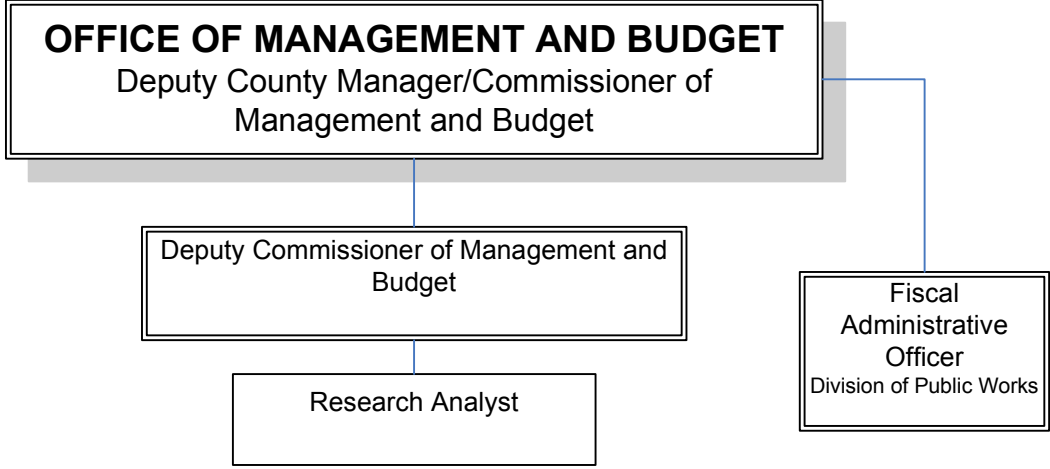 OFFICE OF MANAGEMENT AND BUDGET
Deputy County Manager/Commissioner of
Management and Budget
Deputy Commissioner of Management and
Budget
Research Analyst
Fiscal
Administrative
Officer
Division of Public Works